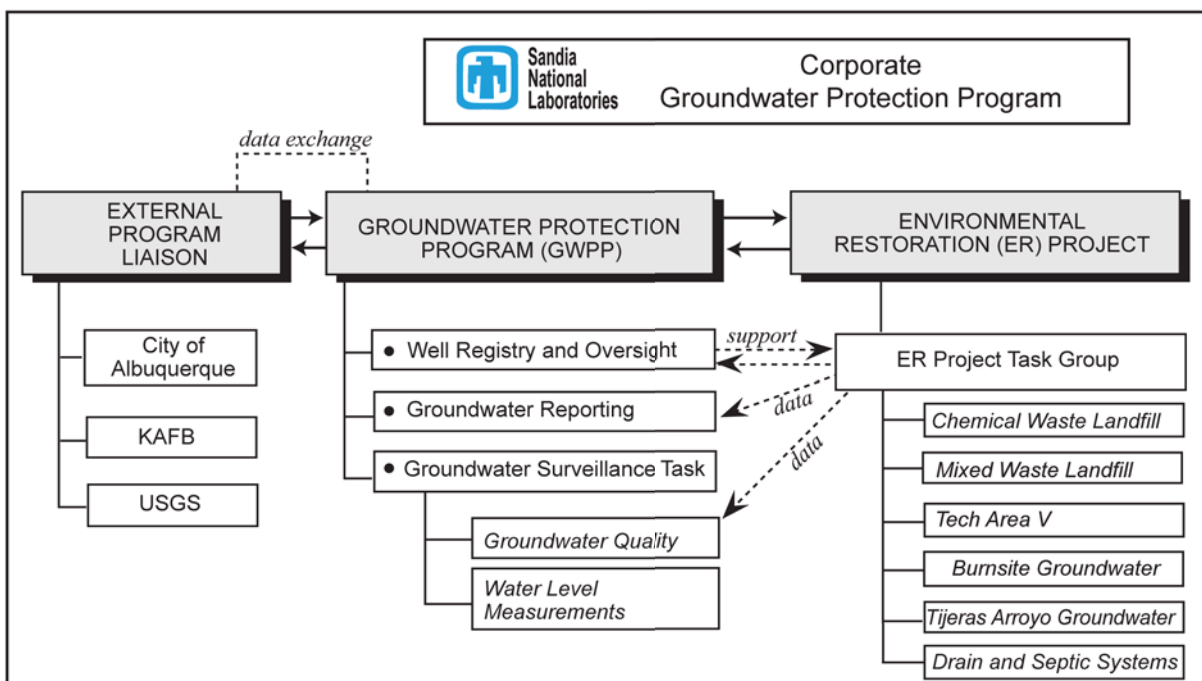 Sandia
National
Laboratories
Corporate
Groundwater Protection Program
data exchange
EXTERNAL
PROGRAM
LIAISON
GROUNDWATER PROTECTION
PROGRAM (GWPP)
ENVIRONMENTAL
RESTORATION (ER) PROJECT
City of
Albuquerque
KAFB
USGS
• Well Registry and Oversight
• Groundwater Reporting
• Groundwater Surveillance Task
Groundwater Quality
Water Level
Measurements
support
data
data
ER Project Task Group
Chemical Waste Landfill
Mixed Waste Landfill
Tech Area V
Burnsite Groundwater
Tijeras Arroyo Groundwater
Drain and Septic Systems